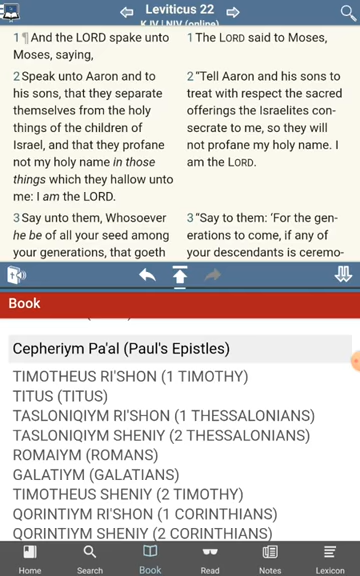 Leviticus 22
KJV | NIV (online)
1 ¶ And the LORD spake unto
Moses, saying,
2 Speak unto Aaron and to
his sons, that they separate
themselves from the holy
things of the children of
Israel, and that they profane
not my holy name in those
things which they hallow unto
me: I am the LORD.
3 Say unto them, Whosoever
he be of all your seed among
your generations, that goeth
1 The LORD said to Moses,
2 “Tell Aaron and his sons to
treat with respect the sacred
offerings the Israelites con-
secrate to me, so they will
not profane my holy name. I
am the LORD.
3 “Say to them: ‘For the gen-
erations to come, if any of
your descendants is ceremo-
Book
Cepheriym Pa'al (Paul's Epistles)
TIMOTHEUS RI'SHON (1 TIMOTHY)
TITUS (TITUS)
TASLONIQIYM RI'SHON (1 THESSALONIANS)
TASLONIQIYM SHENIY (2 THESSALONIANS)
ROMAIYM (ROMANS)
GALATIYM (GALATIANS)
TIMOTHEUS SHENIY (2 TIMOTHY)
QORINTIYM RI'SHON (1 CORINTHIANS)
QORINTIYM SHENIY (2 CORINTHIANS)
Home Search Book Read Notes Lexicon